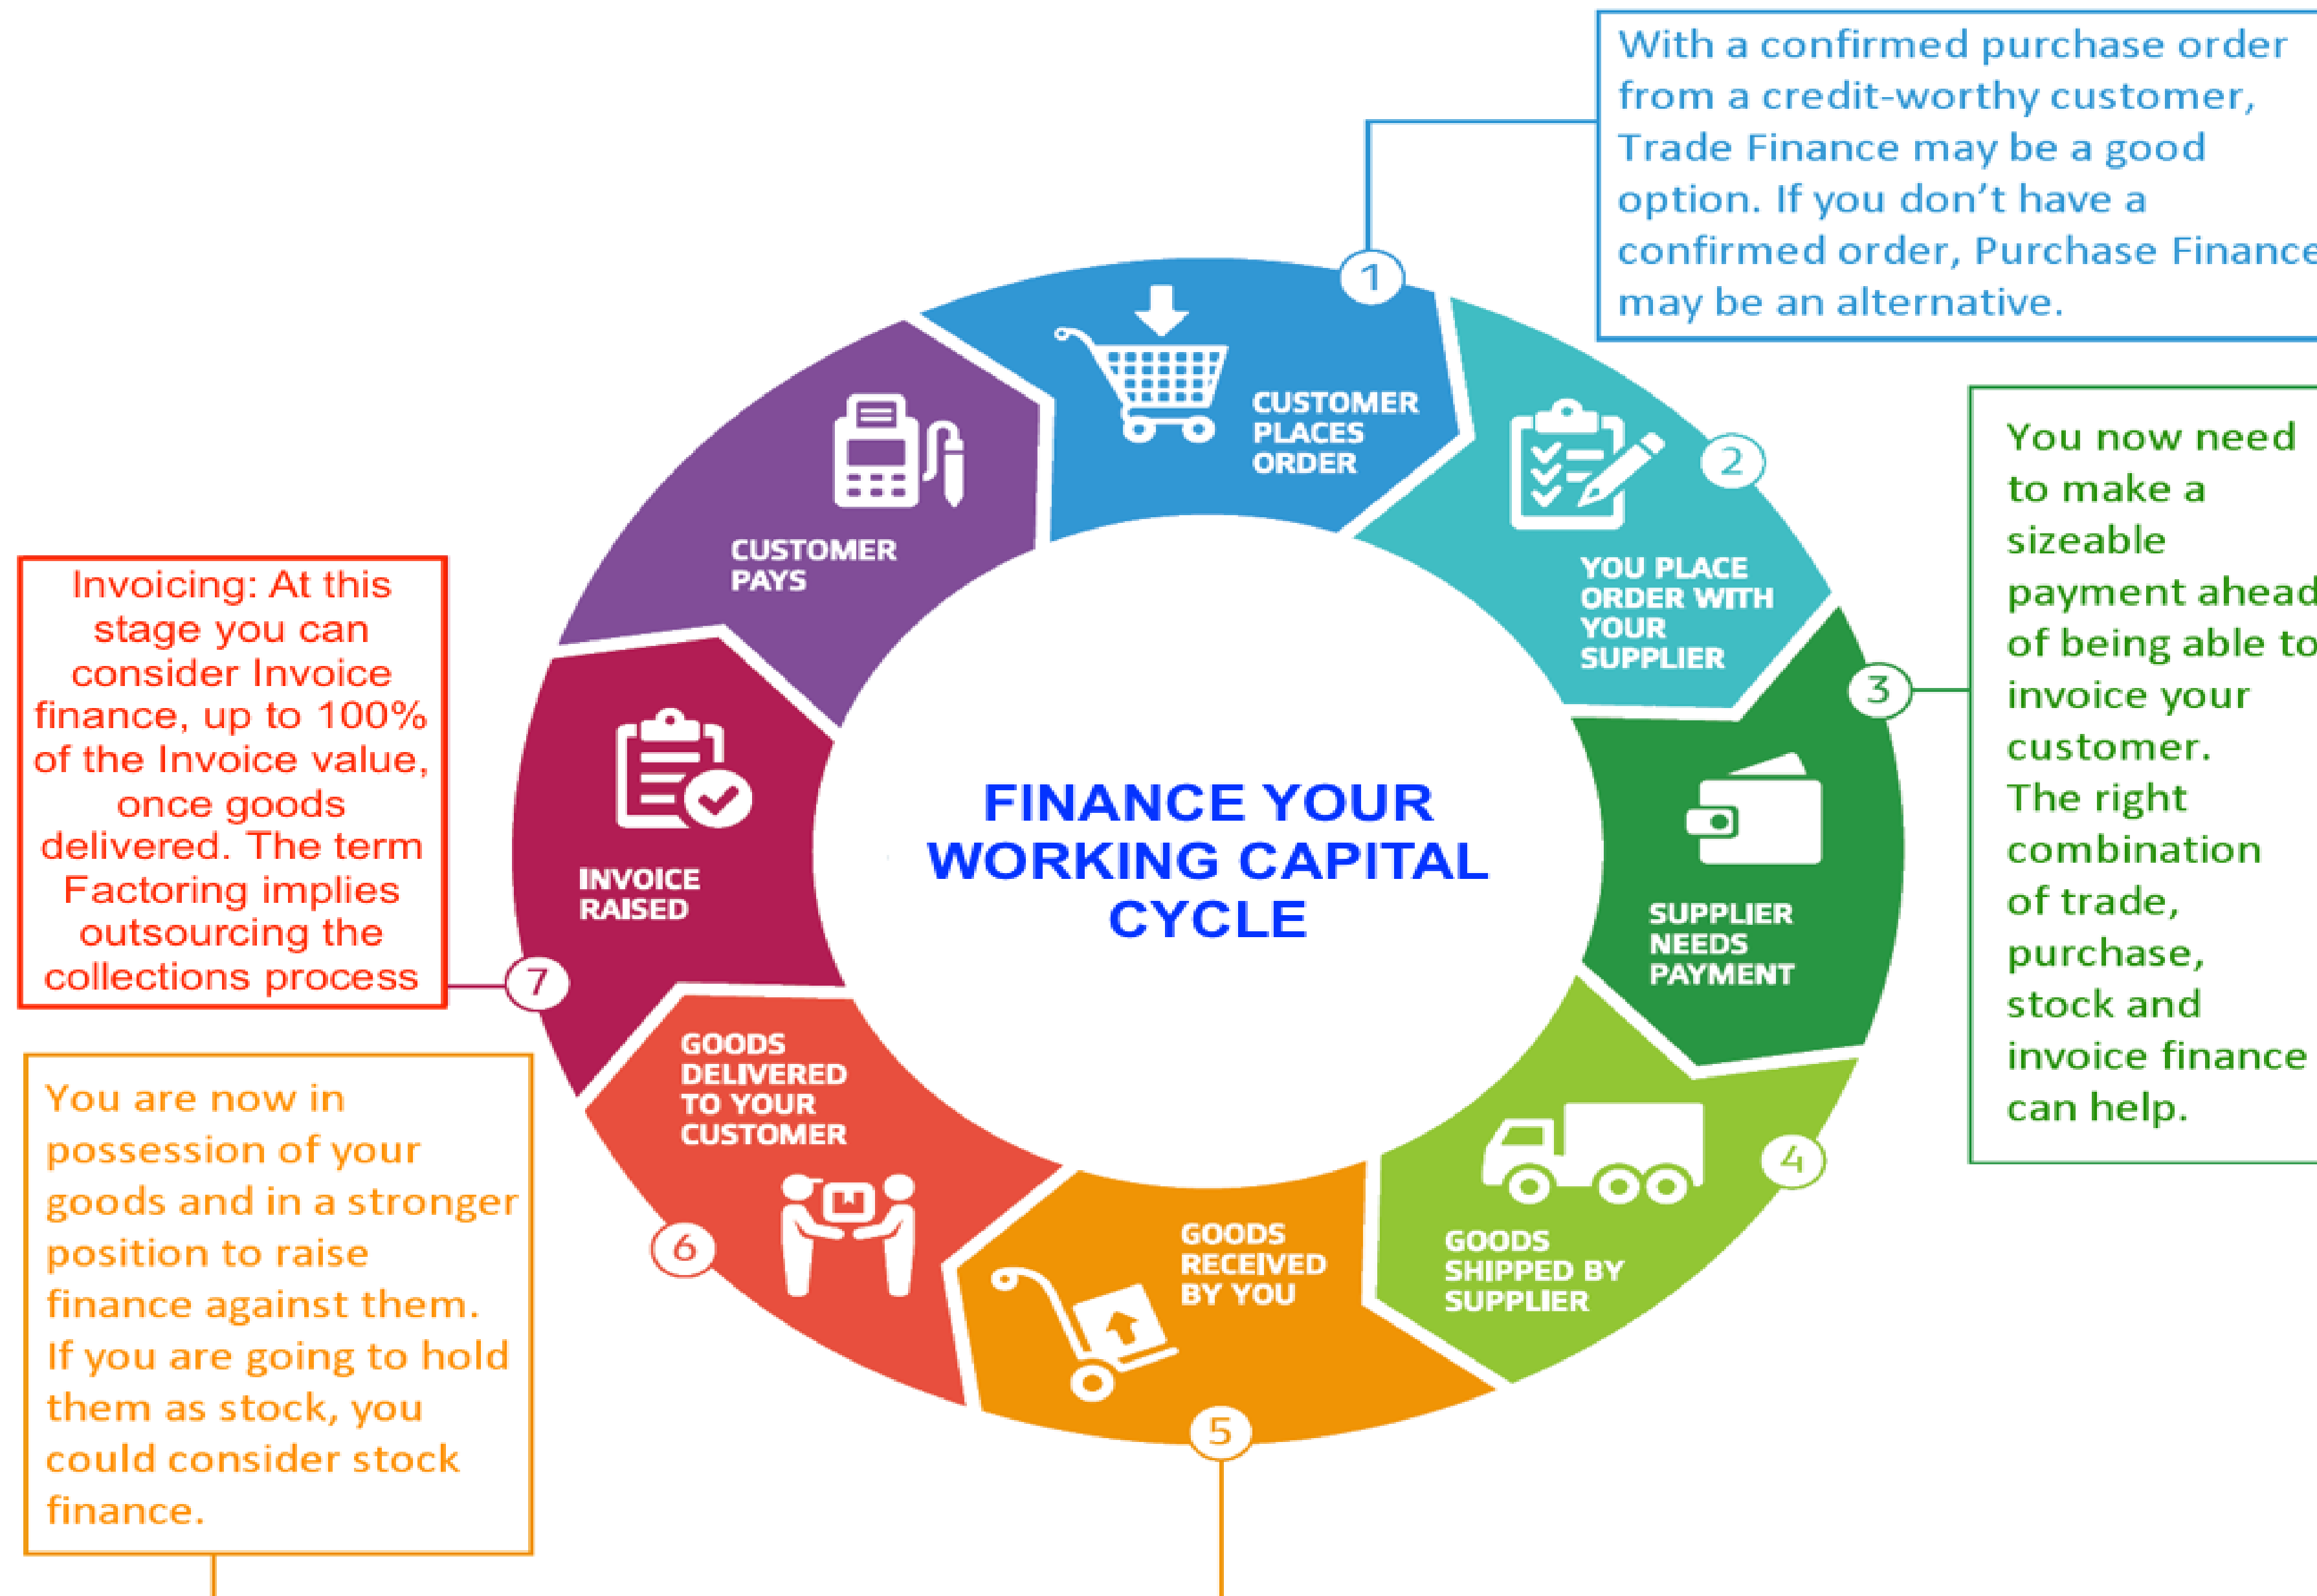 With a confirmed purchase order
from a credit-worthy customer,
Trade Finance may be a good
option. If you don't have a
confirmed order, Purchase Finance
may be an alternative.
1
CUSTOMER
PLACES
ORDER
2
YOU PLACE
ORDER WITH
YOUR
SUPPLIER
You now need
to make a
sizeable
payment ahead
of being able to
invoice your
customer.
The right
combination
of trade,
purchase,
stock and
invoice finance
can help.
3
SUPPLIER
NEEDS
PAYMENT
4
GOODS
SHIPPED BY
SUPPLIER
GOODS
RECEIVED
BY YOU
5
You are now in
possession of your
goods and in a stronger
position to raise
finance against them.
If you are going to hold
them as stock, you
could consider stock
finance.
GOODS
DELIVERED
TO YOUR
CUSTOMER
6
Invoicing: At this
stage you can
consider Invoice
finance, up to 100%
of the Invoice value,
once goods
delivered. The term
Factoring implies
outsourcing the
collections process
7
INVOICE
RAISED
CUSTOMER
PAYS
FINANCE YOUR
WORKING CAPITAL
CYCLE